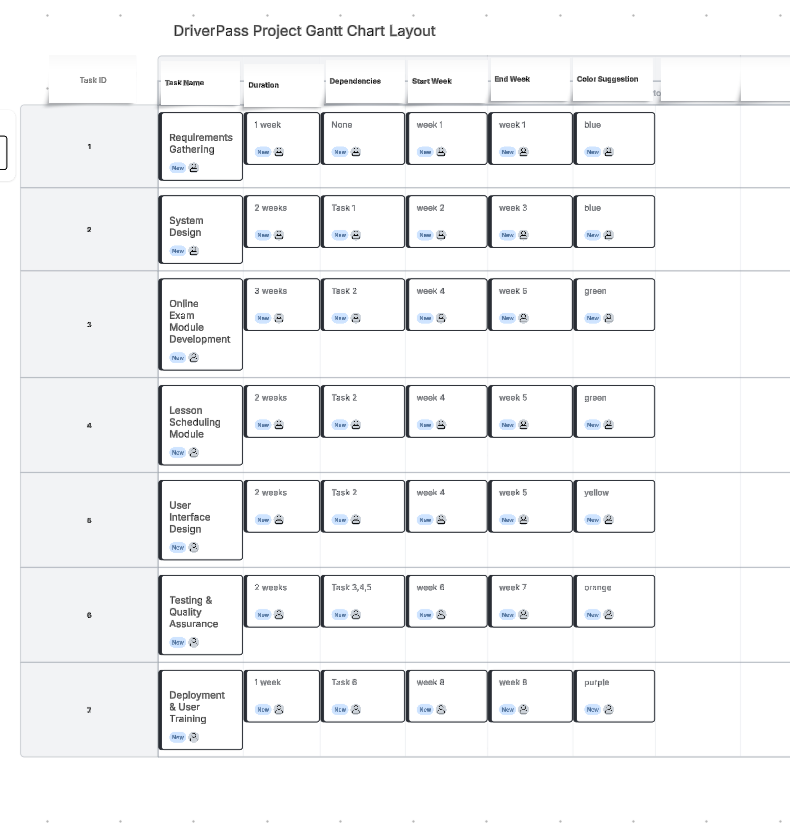 DriverPass Project Gantt Chart Layout
Task ID
Task Name
Duration
Dependencies
Start Week
End Week
Color Suggestion
1
Requirements
Gathering
New
1 week
New
None
New
week 1
New
week 1
New
blue
New
2
System
Design
New
2 weeks
New
Task 1
New
week 2
New
week 3
New
blue
New
3
Online
Exam
Module
Development
New
3 weeks
New
Task 2
New
week 4
New
week 6
New
green
New
4
Lesson
Scheduling
Module
New
2 weeks
New
Task 2
New
week 4
New
week 5
New
green
New
5
User
Interface
Design
New
2 weeks
New
Task 2
New
week 4
New
week 5
New
yellow
New
6
Testing &
Quality
Assurance
New
2 weeks
New
Task 3,4,5
New
week 6
New
week 7
New
orange
New
7
Deployment
& User
Training
New
1 week
New
Task 6
New
week 8
New
week 8
New
purple
New